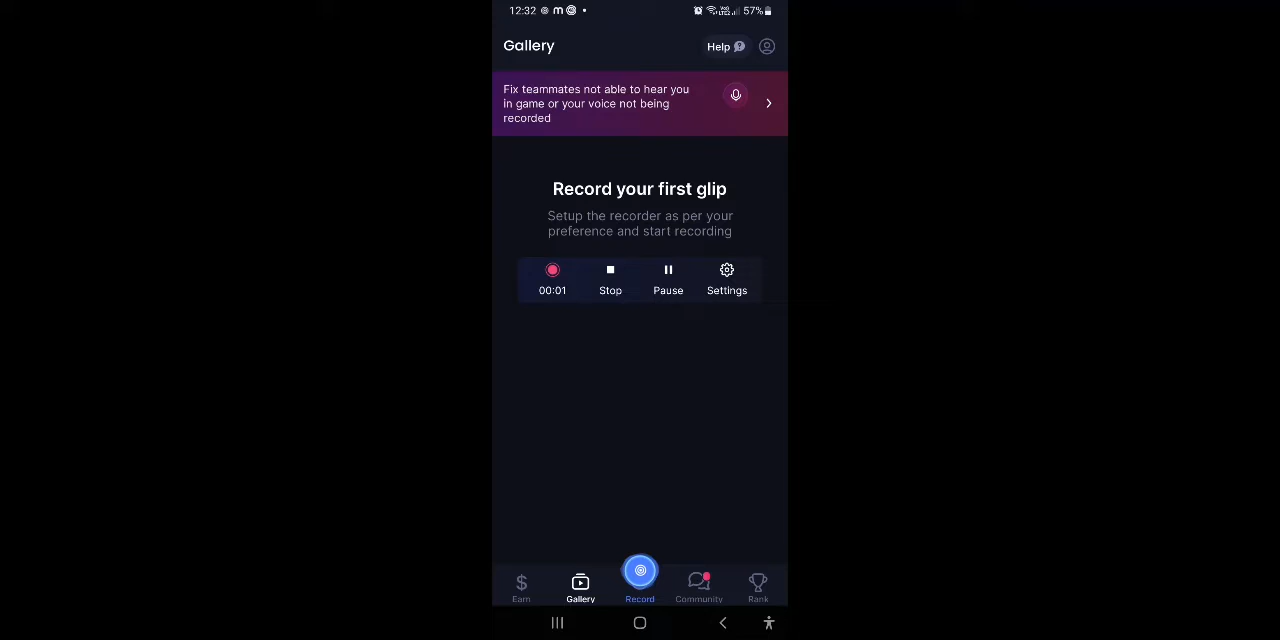 12:32 57%
Gallery
Help
Fix teammates not able to hear you
in game or your voice not being
recorded
Record your first glip
Setup the recorder as per your
preference and start recording
00:01 Stop Pause Settings
Earn Gallery Record Community Rank